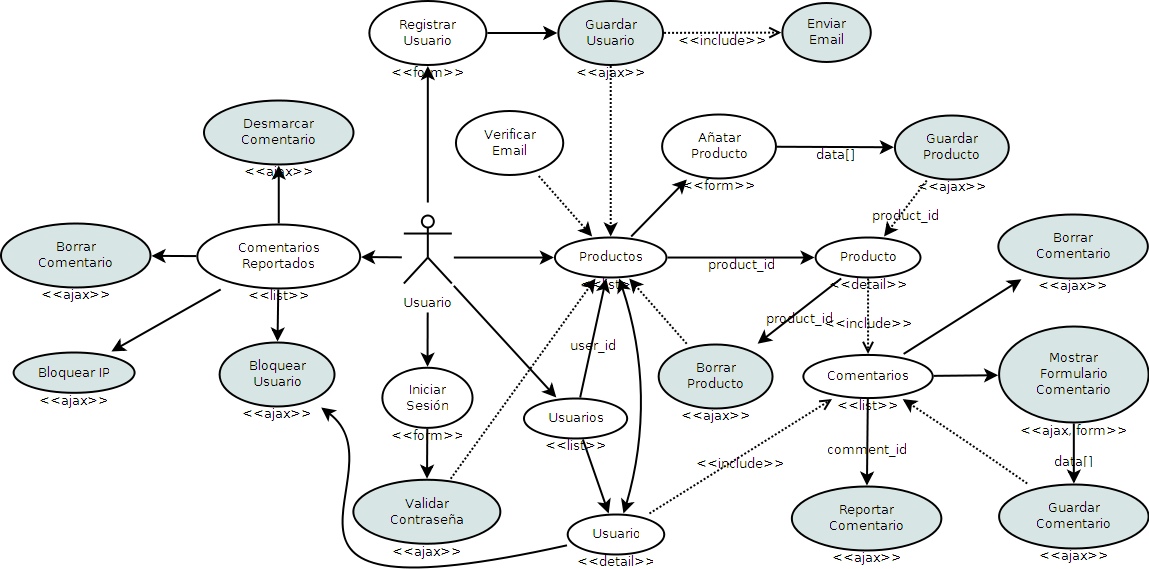 Registrar
Usuario
<<form>>
Guardar
Usuario
<<ajax>>
<<include>>
Enviar
Email
Desmarcar
Comentario
<<ajax>>
Verificar
Email
Añatar
Producto
<<form>>
data[]
Guardar
Producto
<<ajax>>
product_id
Borrar
Comentario
<<ajax>>
Comentarios
Reportados
<<list>>
Usuario
Productos
<<list>>
product_id
Producto
<<detail>>
Borrar
Comentario
<<ajax>>
product_id
<<include>>
user_id
Bloquear IP
<<ajax>>
Bloquear
Usuario
<<ajax>>
Iniciar
Sesión
<<form>>
Usuarios
<<list>>
Borrar
Producto
<<ajax>>
Comentarios
<<list>>
Mostrar
Formulario
Comentario
<<ajax, form>>
comment_id
<<include>>
data[]
Validar
Contraseña
<<ajax>>
Usuario
<<detail>>
Reportar
Comentario
<<ajax>>
Guardar
Comentario
<<ajax>>